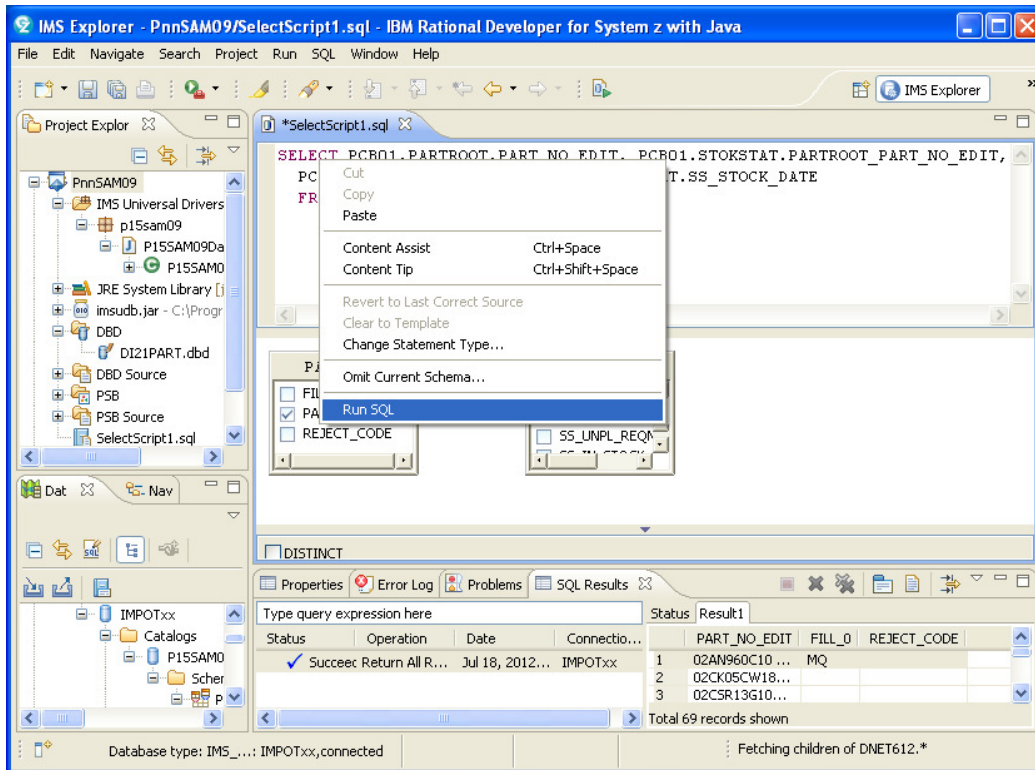 IMS Explorer - PnnSAM09/SelectScript1.sql - IBM Rational Developer for System z with Java
File Edit Navigate Search Project Run SQL Window Help
IMS Explorer
Project Explor
*SelectScript1.sql
SELECT PCB01.PARTROOT.PART_NO_EDIT, PCB01.STOKSTAT.PARTROOT_PART_NO_EDIT,
PC T.SS_STOCK_DATE
FR
PnnSAM09
IMS Universal Drivers
p15sam09
P15SAM09Da
P15SAM0
JRE System Library [j
imsudb.jar - C:\Progr
DBD
DI21PART.dbd
DBD Source
PSB
PSB Source
SelectScript1.sql
Cut
Copy
Paste
Content Assist Ctrl+Space
Content Tip Ctrl+Shift+Space
Revert to Last Correct Source
Clear to Template
Change Statement Type...
Omit Current Schema...
Run SQL
P
FIL
PA
REJECT_CODE
SS_UNPL_REQM
DISTINCT
Dat
Nav
IMPOTxx
Catalogs
P15SAM0
Scher
P
Properties Error Log Problems SQL Results
Type query expression here
Status Operation Date Connectio...
Succeec Return All R... Jul 18, 2012... IMPOTxx
Status Result1
PART_NO_EDIT FILL_0 REJECT_CODE
1 02AN960C10 ... MQ
2 02CK05CW18...
3 02CSR13G10...
Total 69 records shown
Database type: IMS_...: IMPOTxx,connected
Fetching children of DNET612.*